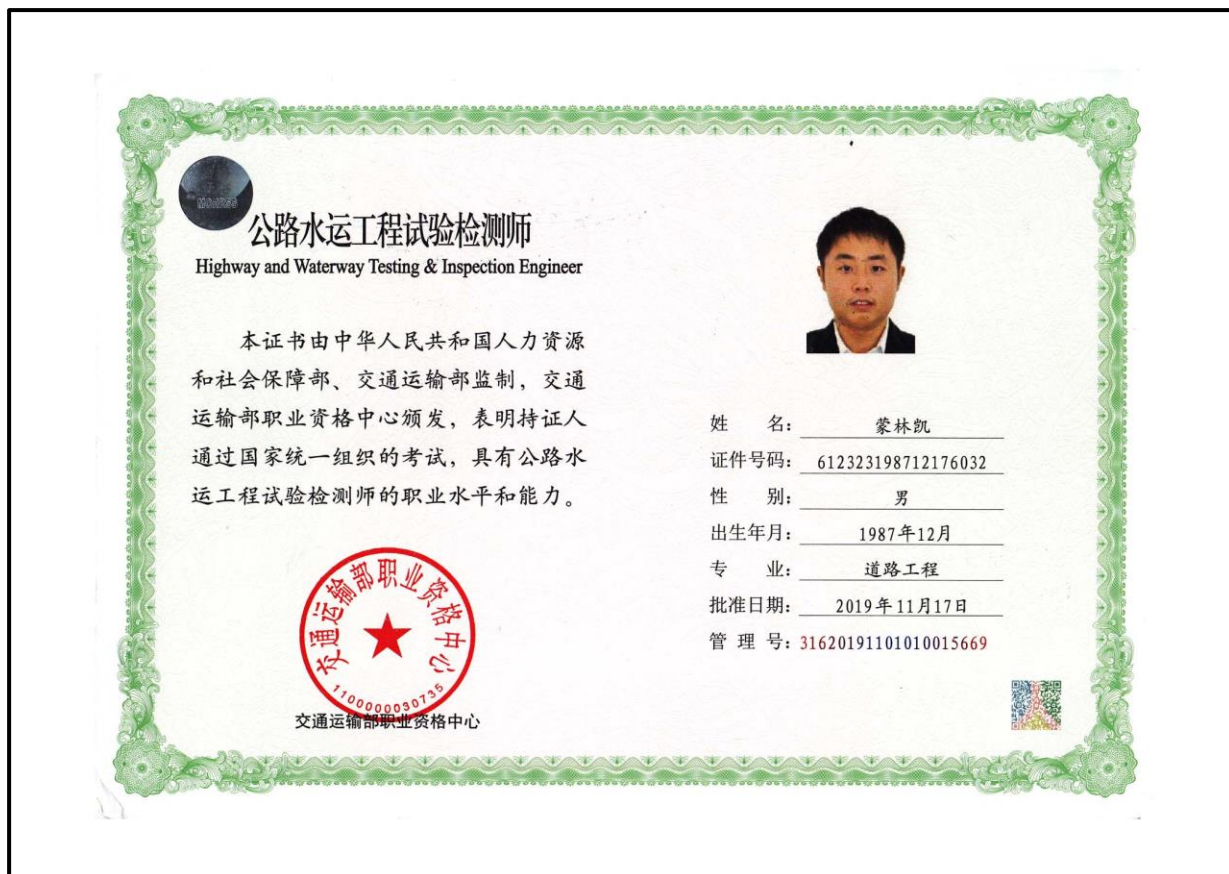 公路水运工程试验检测师
Highway and Waterway Testing & Inspection Engineer
本证书由中华人民共和国人力资源
和社会保障部、交通运输部监制，交通
运输部职业资格中心颁发，表明持证人
通过国家统一组织的考试，具有公路水
运工程试验检测师的职业水平和能力。
交通运输部职业资格中心
1100000030735
交通运输部职业资格中心
姓 名： 蒙林凯
证件号码： 612323198712176032
性 别： 男
出生年月： 1987年12月
专 业： 道路工程
批准日期： 2019年11月17日
管 理 号： 31620191101010015669